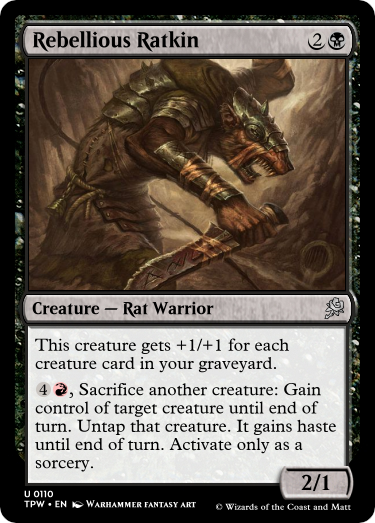 Rebellious Ratkin 2
Creature — Rat Warrior
This creature gets +1/+1 for each
creature card in your graveyard.
4 , Sacrifice another creature: Gain
control of target creature until end of
turn. Untap that creature. It gains haste
until end of turn. Activate only as a
sorcery.
2/1
U 0110
TPW • EN WARHAMMER FANTASY ART
© Wizards of the Coast and Matt